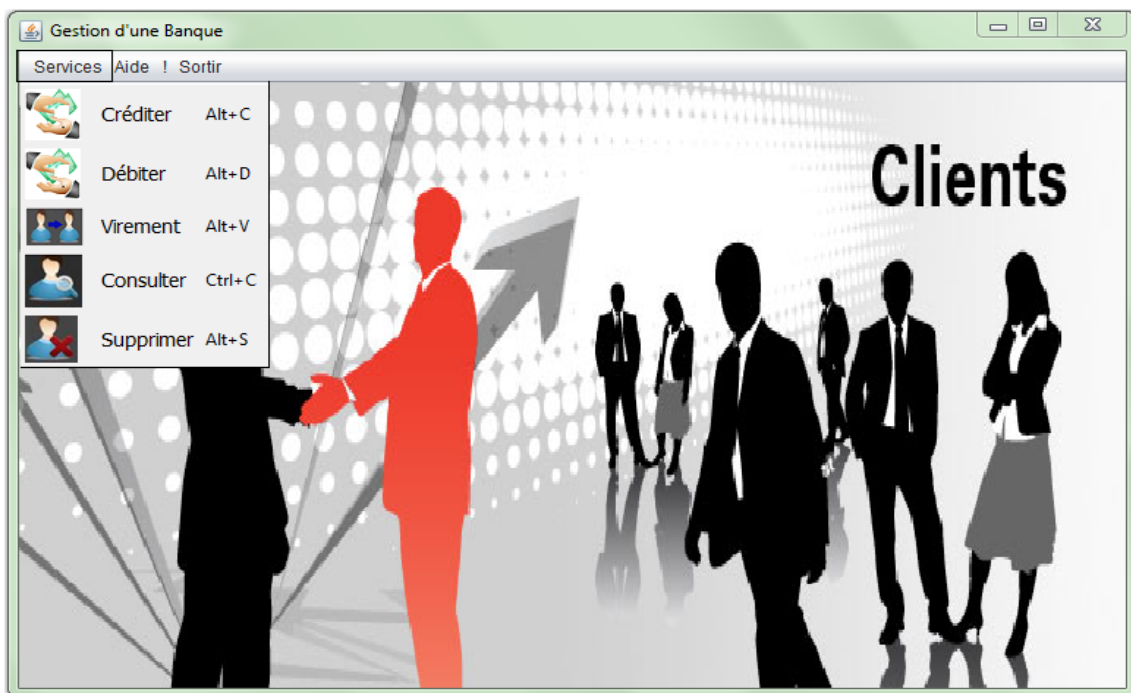 Gestion d'une Banque
Services Aide ! Sortir
Créditer Alt+C
Débiter Alt+D
Virement Alt+V
Consulter Ctrl+C
Supprimer Alt+S
Clients